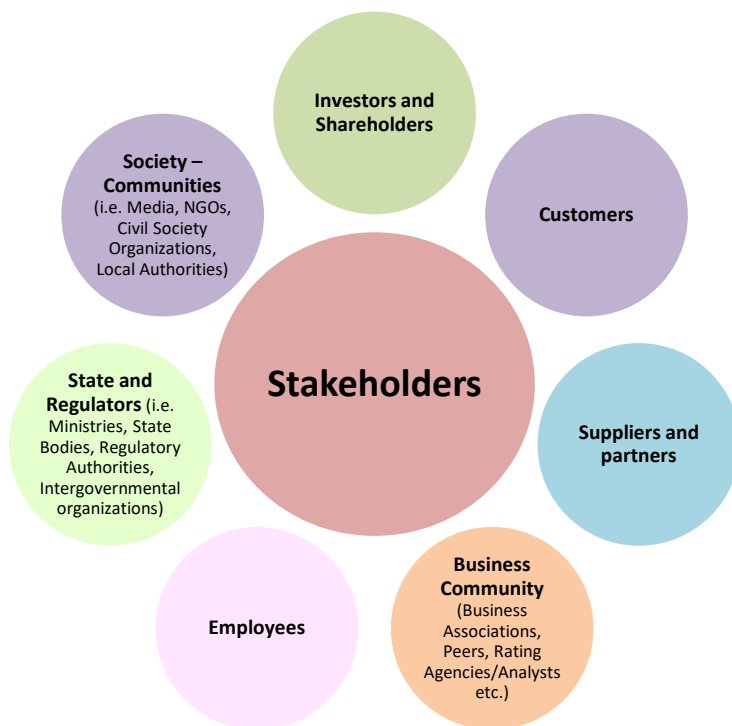 Investors and
Shareholders
Customers
Suppliers and
partners
Business
Community
(Business
Associations,
Peers, Rating
Agencies/Analysts
etc.)
Employees
State and
Regulators (i.e.
Ministries, State
Bodies, Regulatory
Authorities,
Intergovernmental
organizations)
Society –
Communities
(i.e. Media, NGOs,
Civil Society
Organizations,
Local Authorities)
Stakeholders